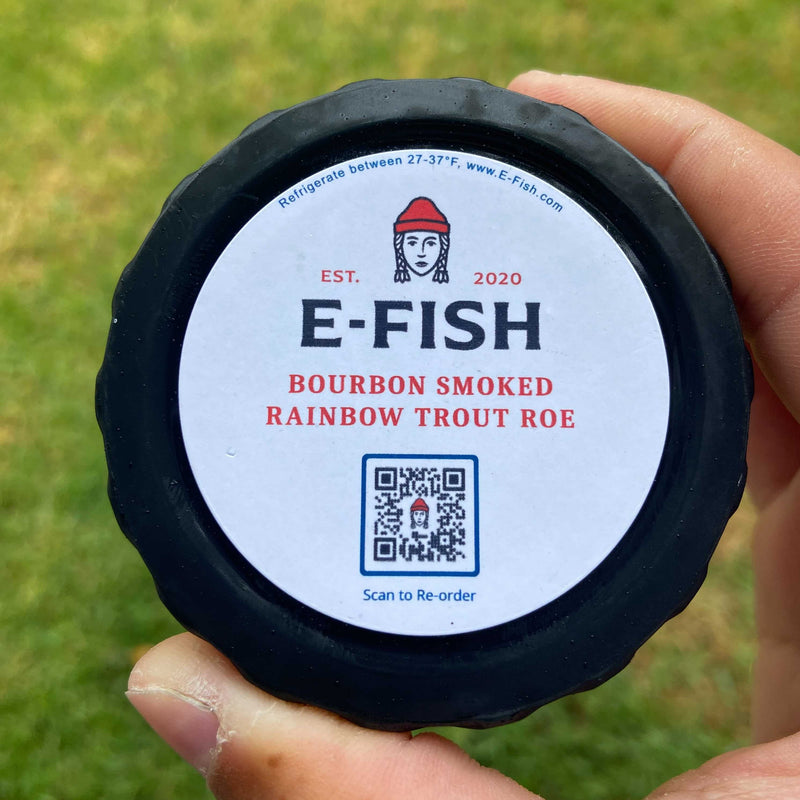 Refrigerate between 27-37°F, www.E-Fish.com
EST. 2020
E-FISH
BOURBON SMOKED
RAINBOW TROUT ROE
Scan to Re-order